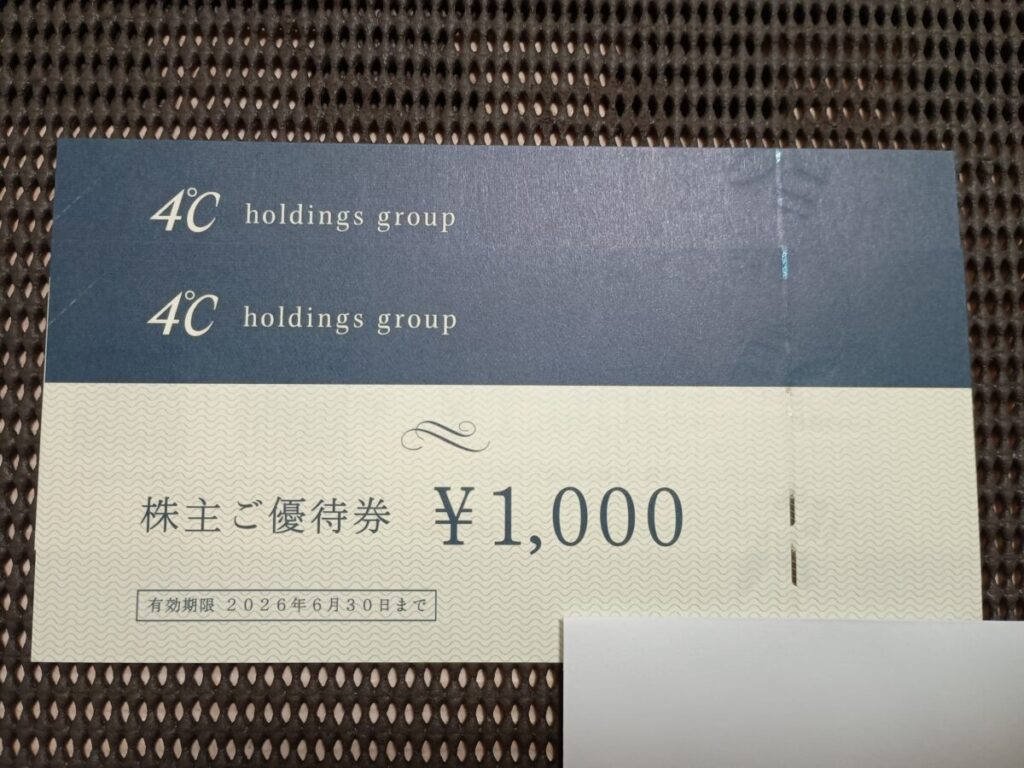 4℃ holdings group
4℃ holdings group
株主ご優待券 ¥1,000
有効期限 2026年6月30日まで